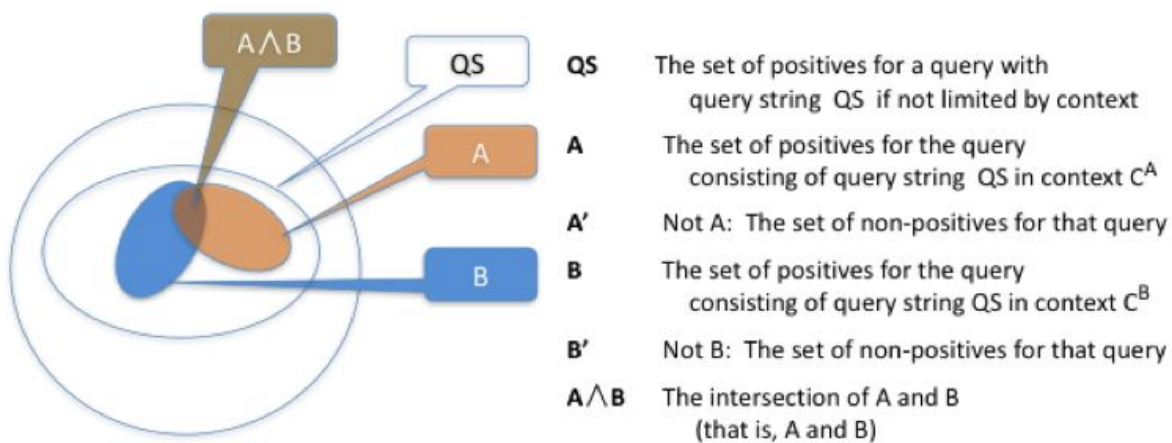 A⋀B
QS
A
B
QS The set of positives for a query with
query string QS if not limited by context
A The set of positives for the query
consisting of query string QS in context C^A
A’ Not A: The set of non-positives for that query
B The set of positives for the query
consisting of query string QS in context C^B
B’ Not B: The set of non-positives for that query
A⋀B The intersection of A and B
(that is, A and B)